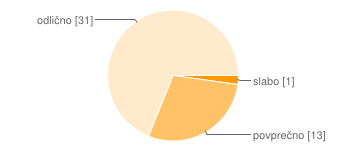 odlično [31]
slabo [1]
povprečno [13]